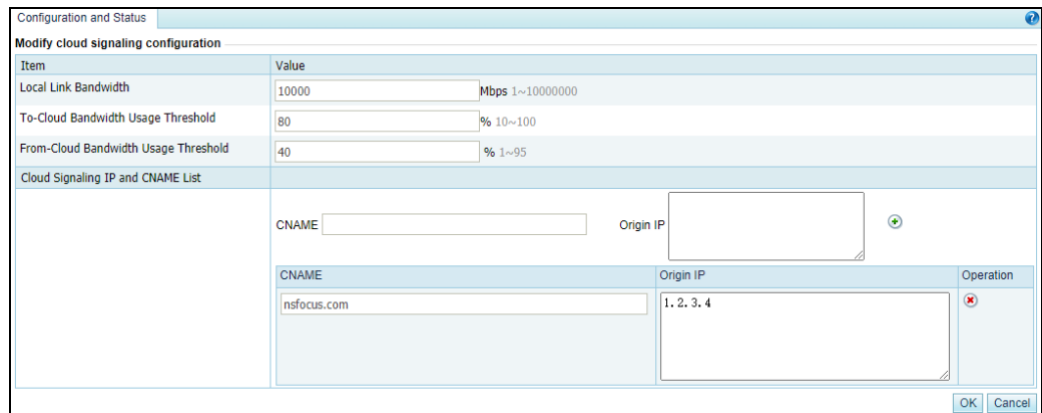 Configuration and Status
?
Modify cloud signaling configuration
Item Value
Local Link Bandwidth 10000 Mbps 1~10000000
To-Cloud Bandwidth Usage Threshold 80 % 10~100
From-Cloud Bandwidth Usage Threshold 40 % 1~95
Cloud Signaling IP and CNAME List
CNAME Origin IP
CNAME Origin IP Operation
nsfocus.com 1.2.3.4
OK Cancel